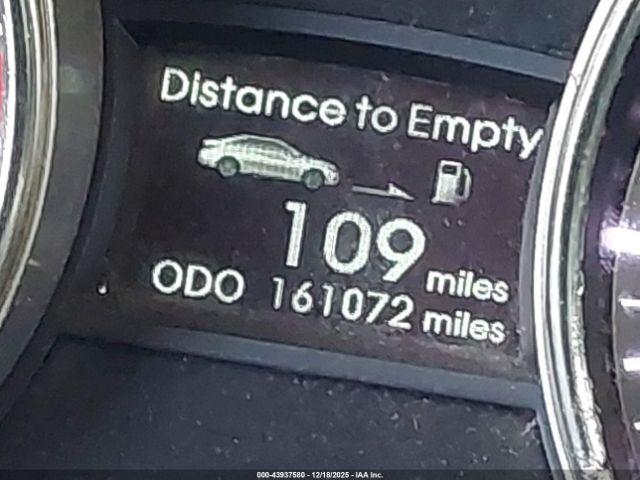 Distance to Empty
109 miles
ODO 161072 miles
000-43937580 - 12/18/2025 - IAA Inc.